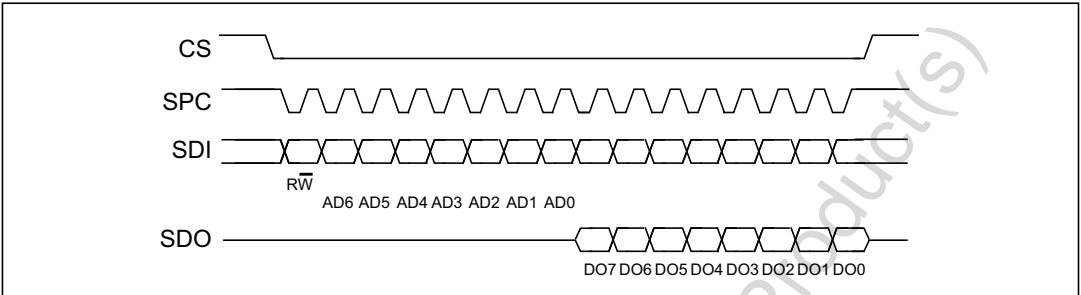 CS
SPC
SDI
RW̅
AD6 AD5 AD4 AD3 AD2 AD1 AD0
SDO
DO7 DO6 DO5 DO4 DO3 DO2 DO1 DO0
Product(s)